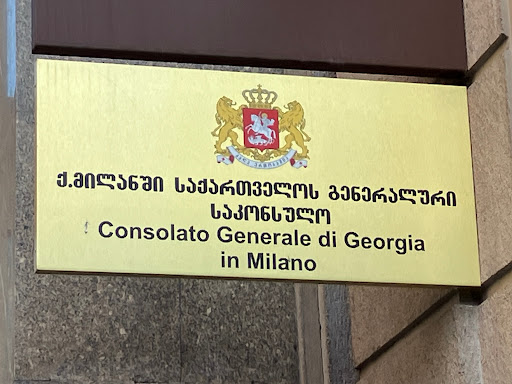 ქ.მილანში საქართველოს გენერალური
საკონსულო
Consolato Generale di Georgia
in Milano